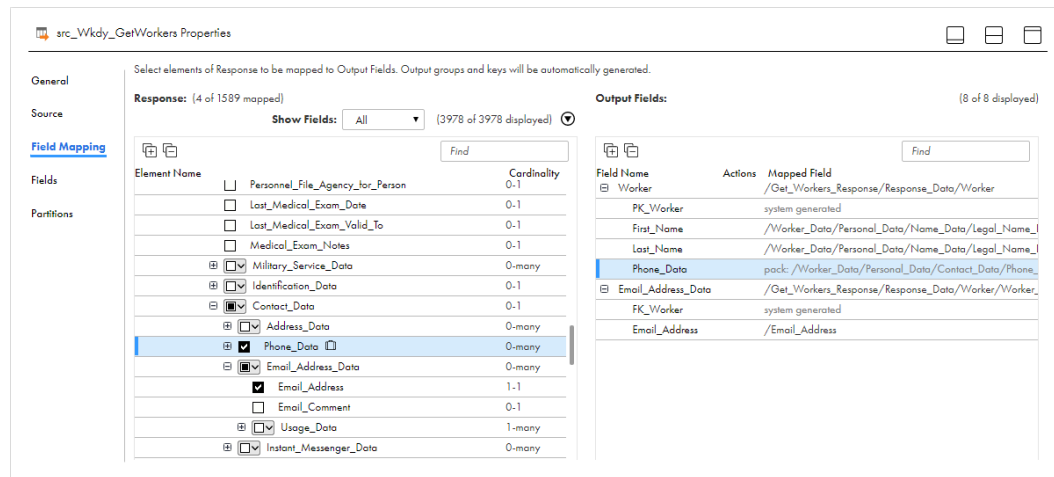 src_Wkdy_GetWorkers Properties
General
Source
Field Mapping
Fields
Partitions
Select elements of Response to be mapped to Output Fields. Output groups and keys will be automatically generated.
Response: (4 of 1589 mapped)
Show Fields: All (3978 of 3978 displayed)
Find
Element Name Cardinality
Personnel_File_Agency_for_Person 0-1
Last_Medical_Exam_Date 0-1
Last_Medical_Exam_Valid_To 0-1
Medical_Exam_Notes 0-1
Military_Service_Data 0-many
Identification_Data 0-1
Contact_Data 0-1
Address_Data 0-many
Phone_Data 0-many
Email_Address_Data 0-many
Email_Address 1-1
Email_Comment 0-1
Usage_Data 1-many
Instant_Messenger_Data 0-many
Output Fields: (8 of 8 displayed)
Find
Field Name Actions Mapped Field
Worker /Get_Workers_Response/Response_Data/Worker
PK_Worker system generated
First_Name /Worker_Data/Personal_Data/Name_Data/Legal_Name_
Last_Name /Worker_Data/Personal_Data/Name_Data/Legal_Name_
Phone_Data pack: /Worker_Data/Personal_Data/Contact_Data/Phone_
Email_Address_Data /Get_Workers_Response/Response_Data/Worker/Worker_
FK_Worker system generated
Email_Address /Email_Address